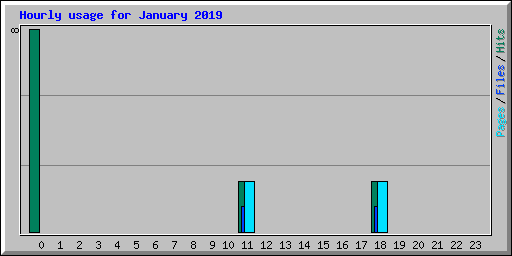 Hourly usage for January 2019
8
Pages/Files/Hits
0 1 2 3 4 5 6 7 8 9 10 11 12 13 14 15 16 17 18 19 20 21 22 23